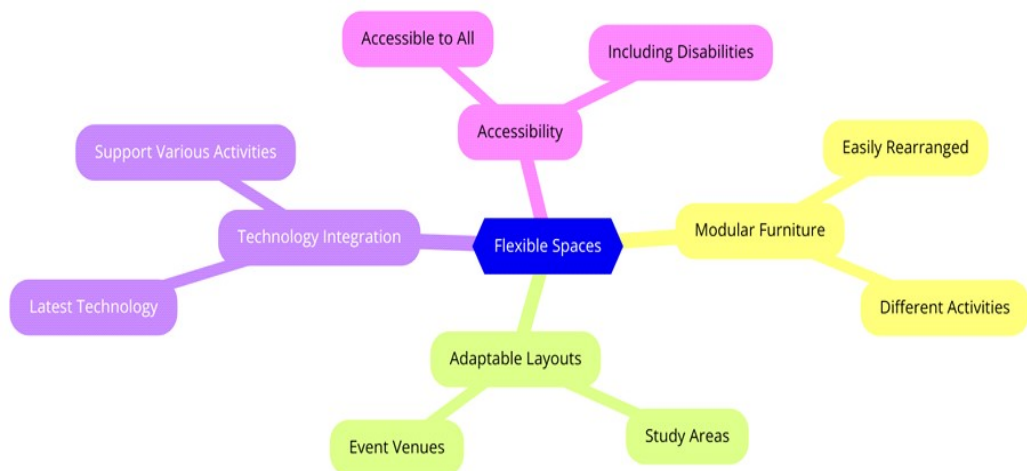 Accessible to All
Including Disabilities
Accessibility
Support Various Activities
Easily Rearranged
Technology Integration
Flexible Spaces
Modular Furniture
Latest Technology
Different Activities
Adaptable Layouts
Event Venues
Study Areas